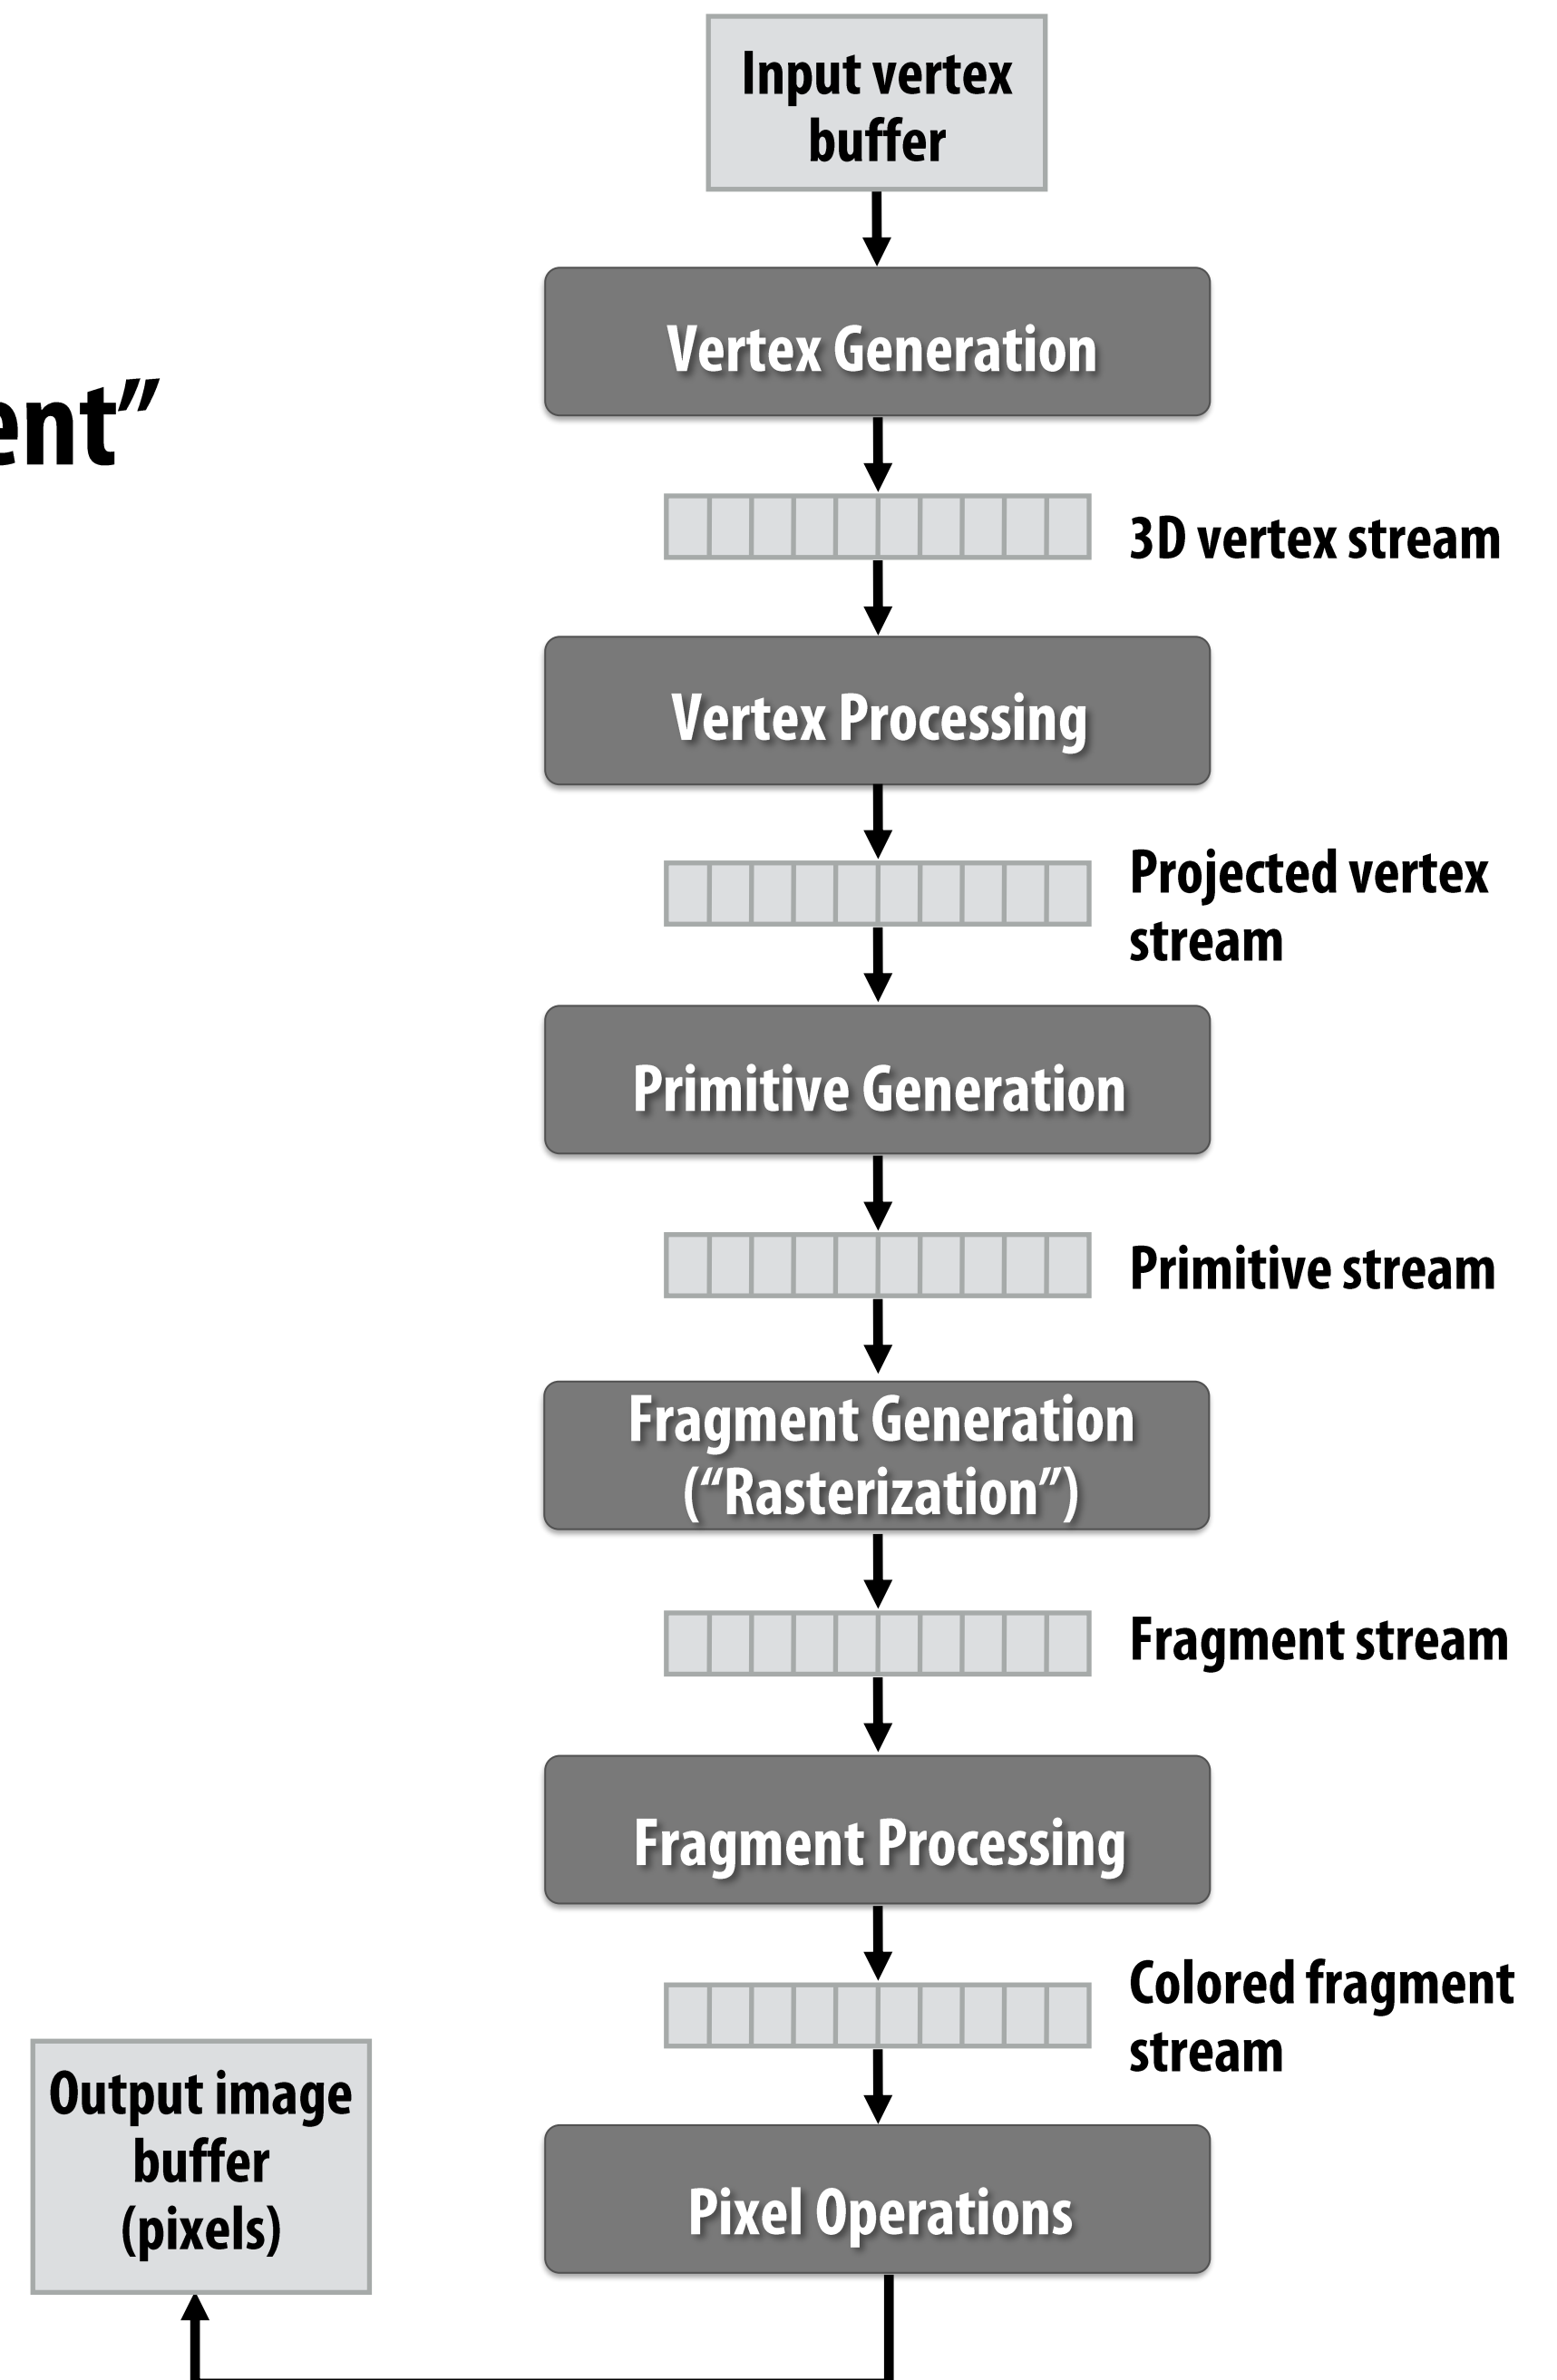 Input vertex
buffer
Vertex Generation
ent”
3D vertex stream
Vertex Processing
Projected vertex
stream
Primitive Generation
Primitive stream
Fragment Generation
(“Rasterization”)
Fragment stream
Fragment Processing
Colored fragment
stream
Output image
buffer
(pixels)
Pixel Operations